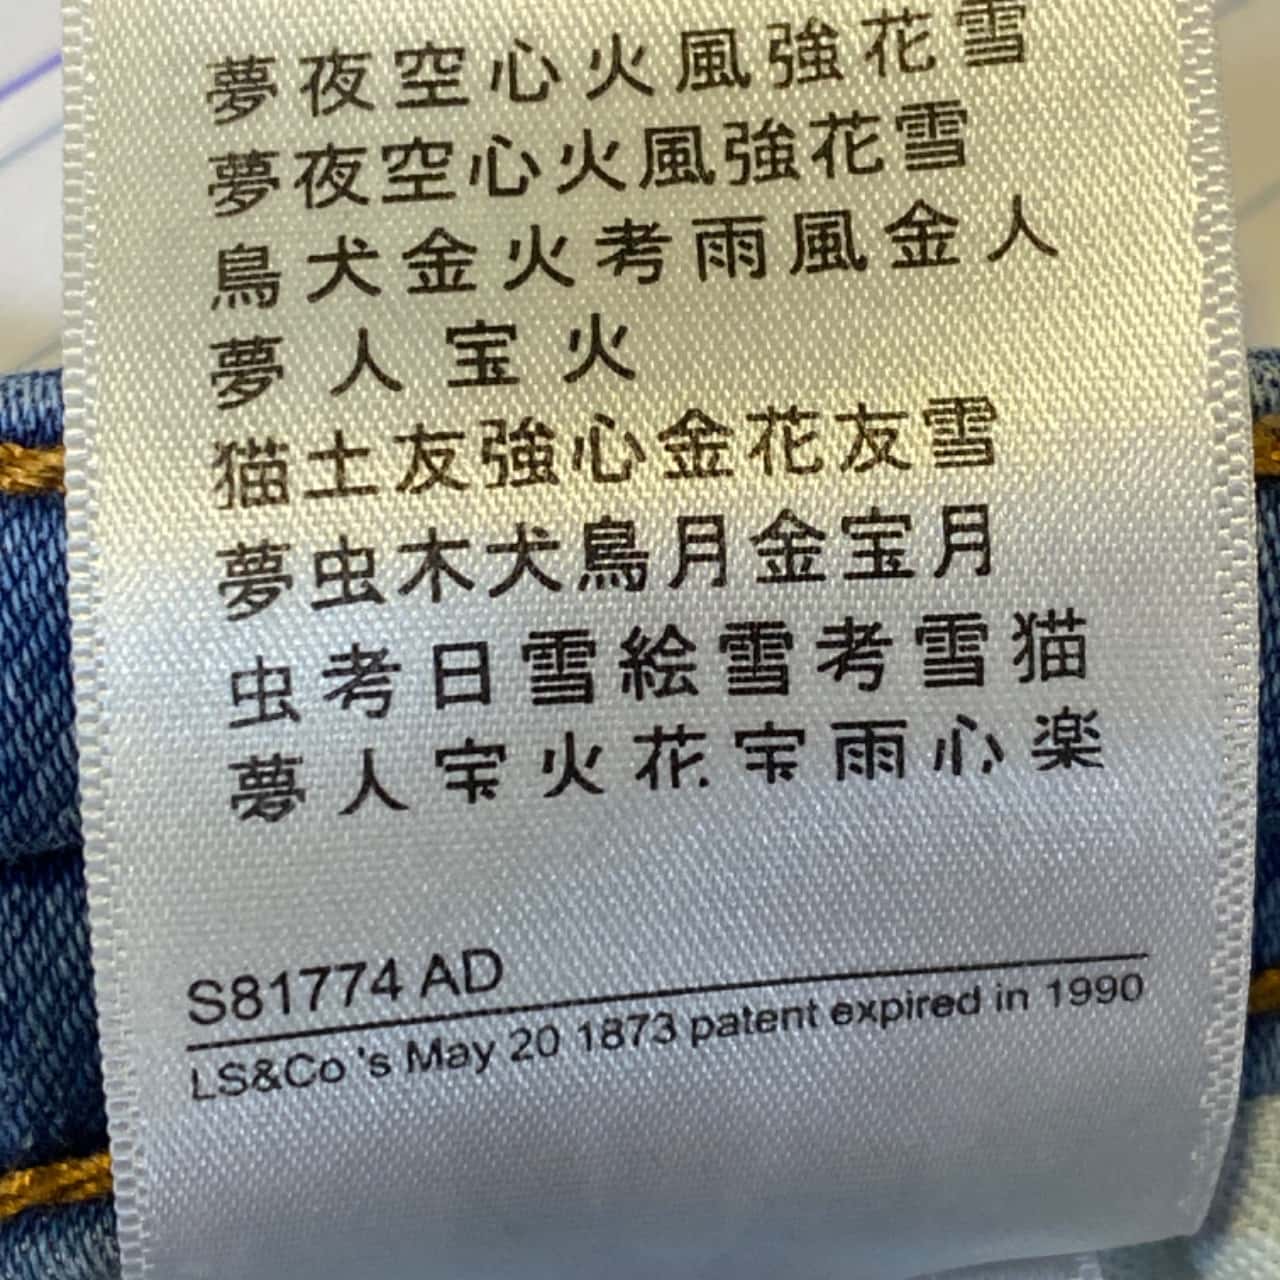 夢夜空心火風強花雪
夢夜空心火風強花雪
鳥犬金火考雨風金人
夢人宝火
猫土友強心金花友雪
夢虫木犬鳥月金宝月
虫考日雪絵雪考雪猫
夢人宝火花宝雨心楽
S81774 AD
LS&Co 's May 20 1873 patent expired in 1990